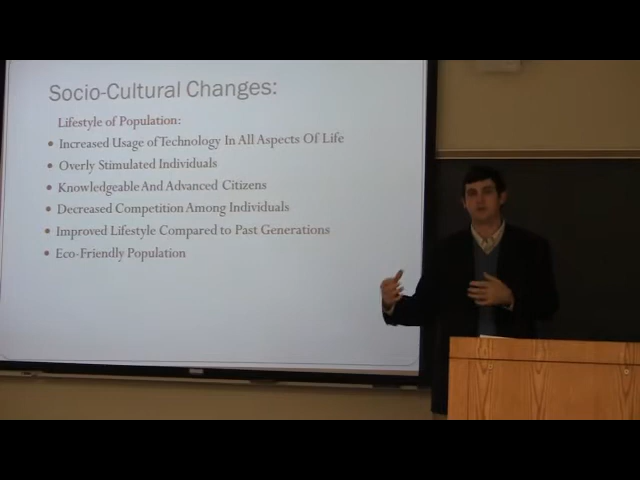 Socio-Cultural Changes:
Lifestyle of Population:
• Increased Usage of Technology In All Aspects Of Life
• Overly Stimulated Individuals
• Knowledgeable And Advanced Citizens
• Decreased Competition Among Individuals
• Improved Lifestyle Compared to Past Generations
• Eco-Friendly Population